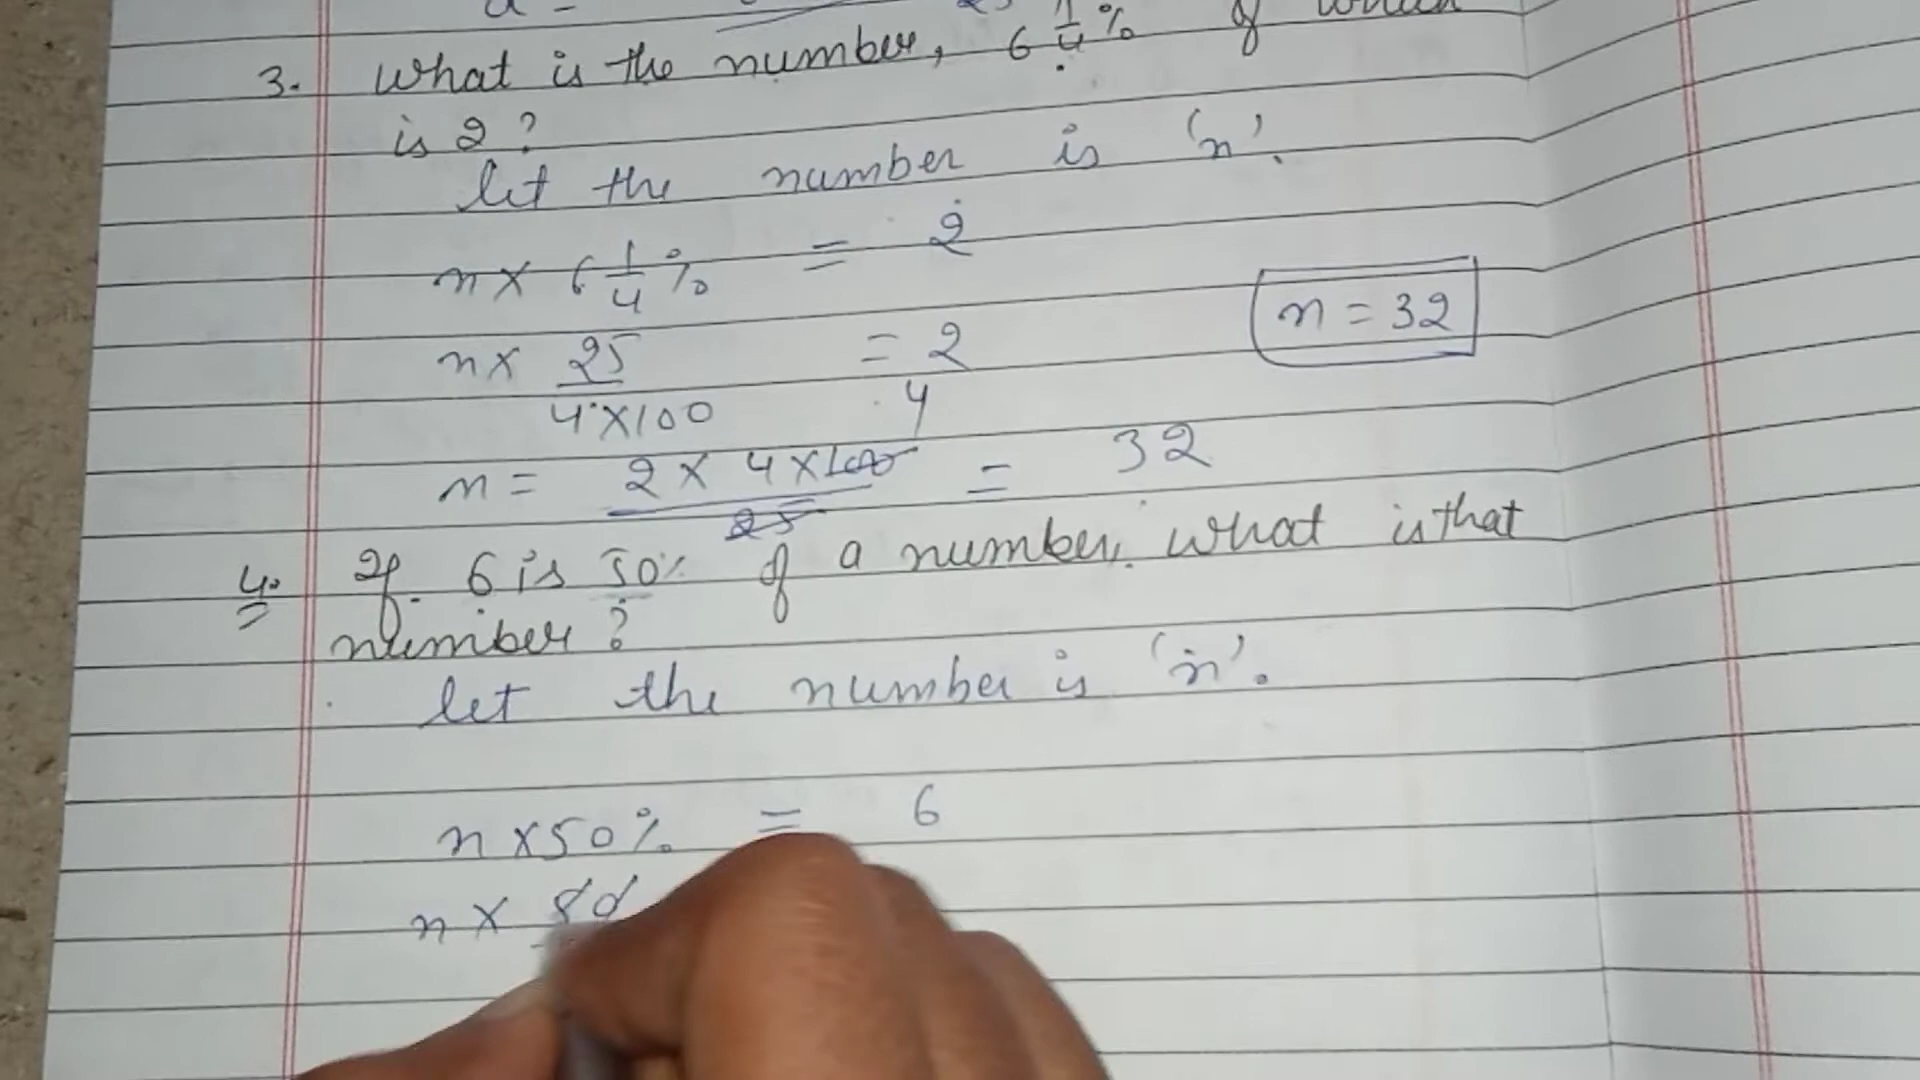 3. What is the number, 6 1/4 % of which
is 2 ?
let the number is 'n'.
n x 6 1/4 % = 2
n x 25 / 4 x 100 = 2
n = 2 x 4 x 100 / 25 = 32
4
n = 32
4. If 6 is 50% of a number, what is that
number ?
let the number is 'n'.
n x 50% = 6
n x 50